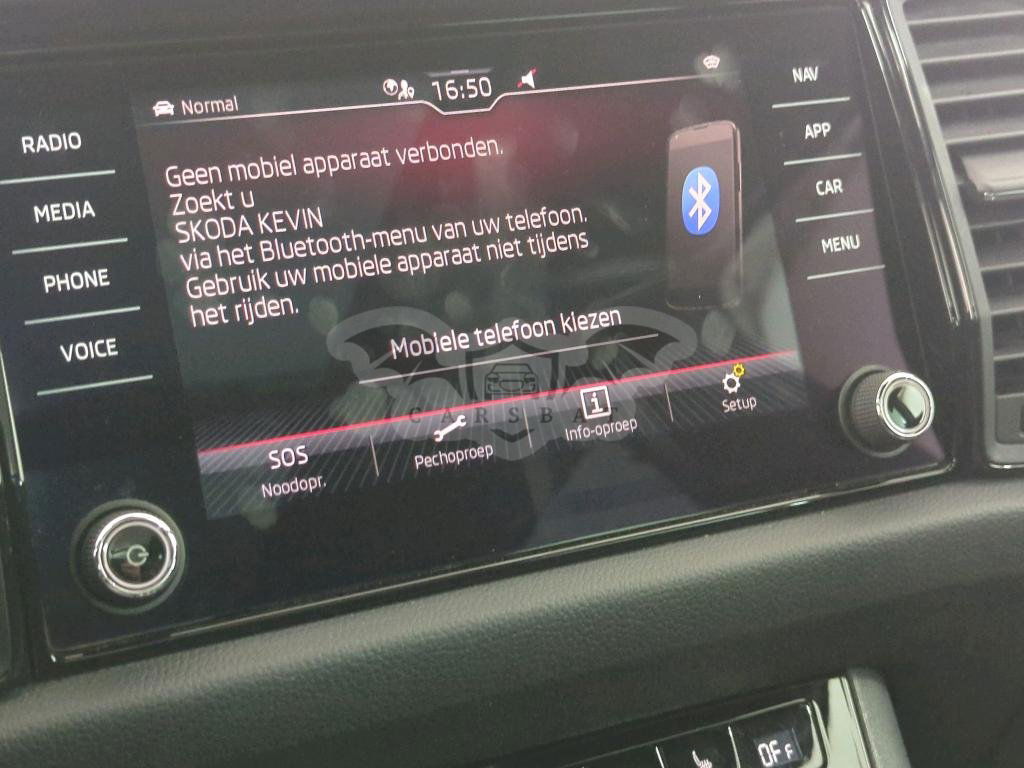 Normal
16:50
RADIO
MEDIA
PHONE
VOICE
NAV
APP
CAR
MENU
Geen mobiel apparaat verbonden.
Zoekt u
SKODA KEVIN
via het Bluetooth-menu van uw telefoon.
Gebruik uw mobiele apparaat niet tijdens
het rijden.
Mobiele telefoon kiezen
CARSBAT
SOS
Noodopr.
Pechoproep
i
Info-oproep
Setup
OFF